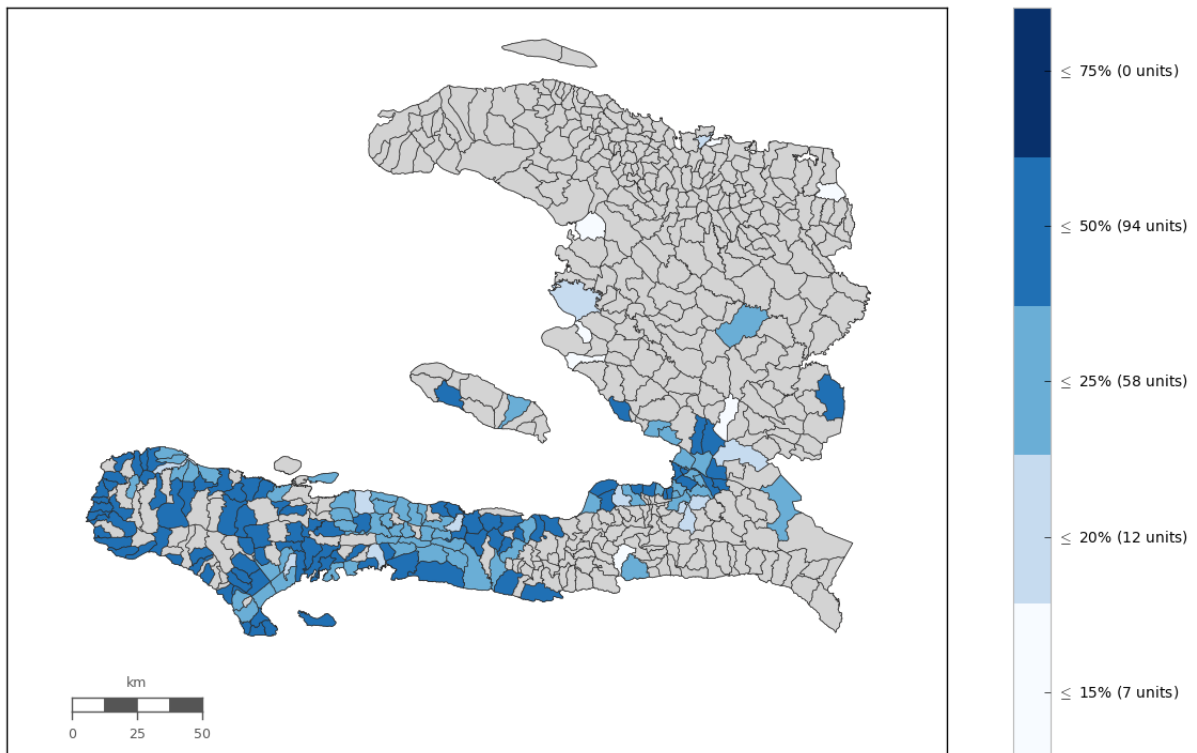 ≤ 75% (0 units)
≤ 50% (94 units)
≤ 25% (58 units)
≤ 20% (12 units)
≤ 15% (7 units)
km
0 25 50